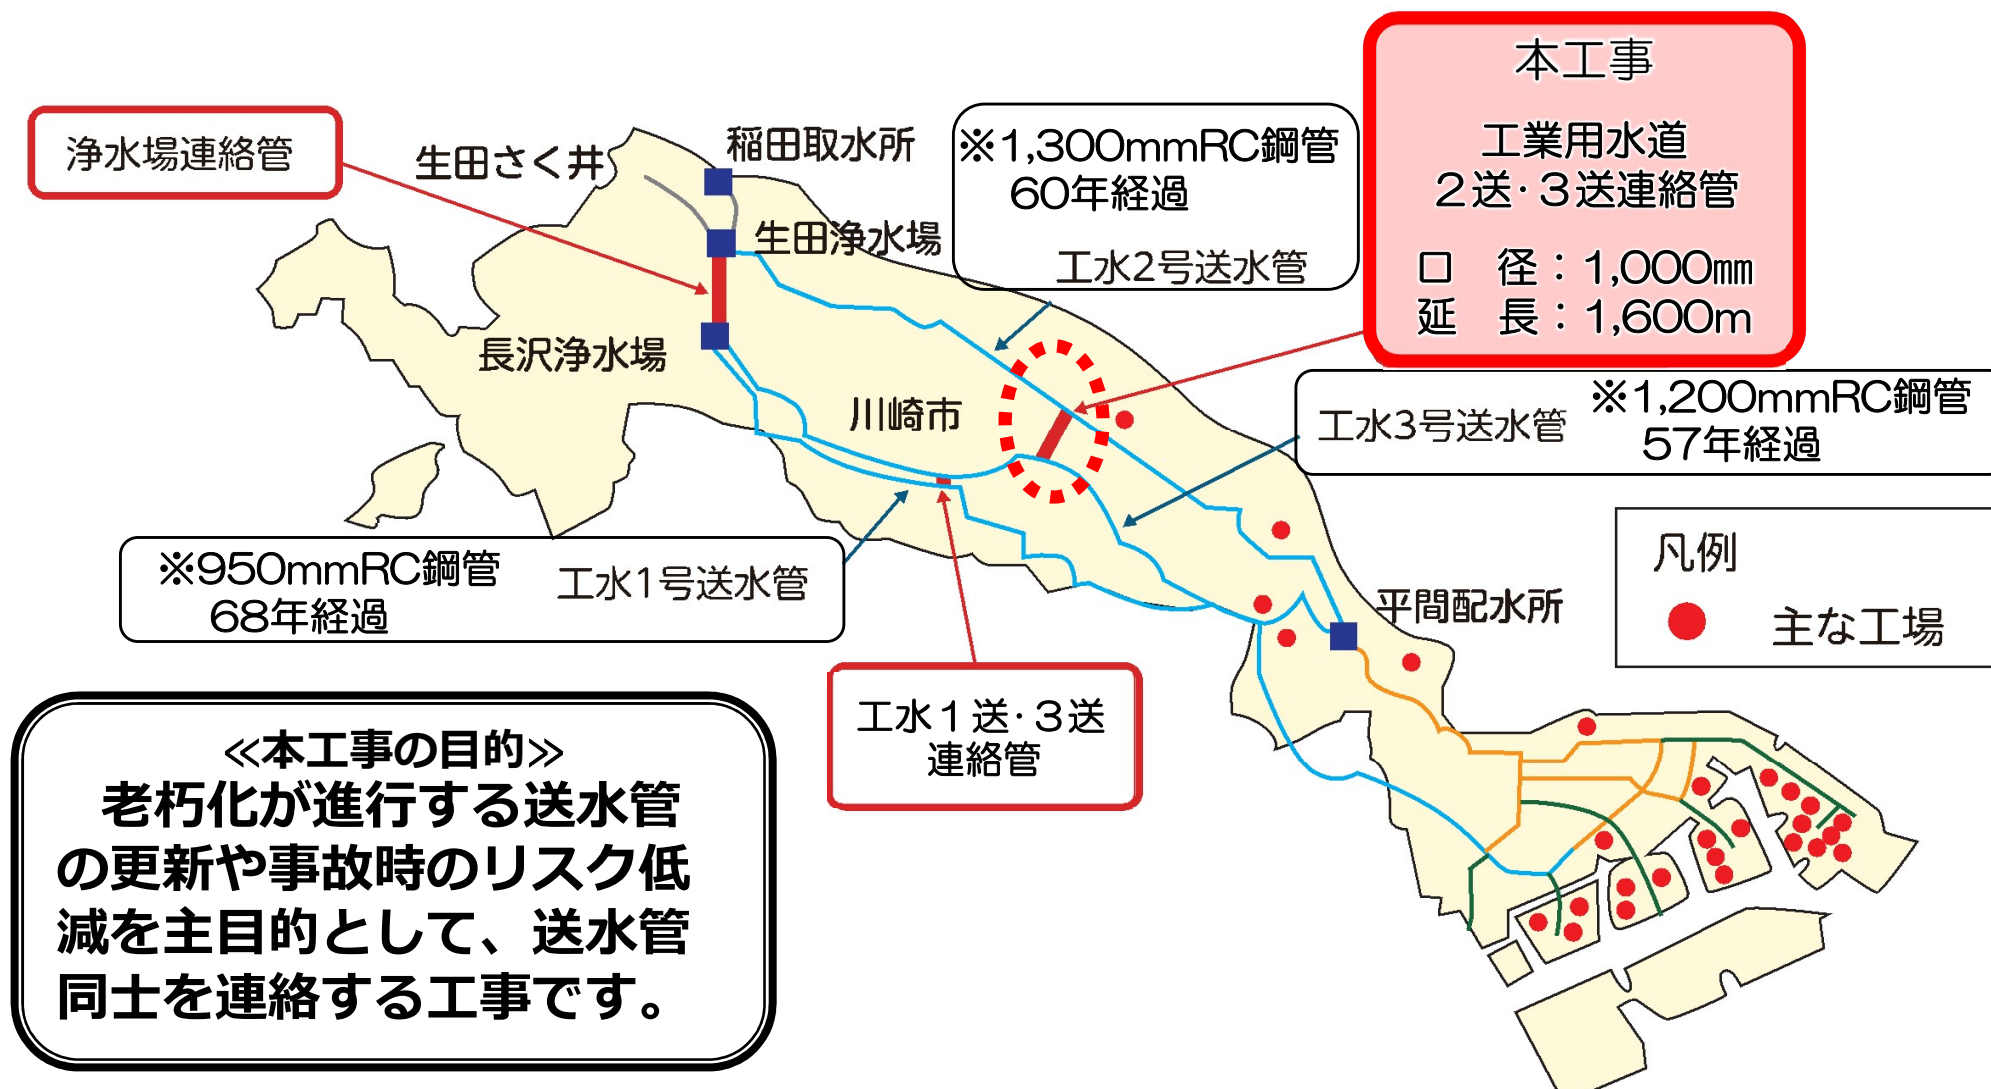 本工事
工業用水道
２送・３送連絡管
口　径：1,000㎜
延　長：1,600m
浄水場連絡管
生田さく井
稲田取水所
※1,300mmRC鋼管
60年経過
工水2号送水管
生田浄水場
長沢浄水場
川崎市
工水3号送水管
※1,200mmRC鋼管
57年経過
※950mmRC鋼管
68年経過
工水1号送水管
平間配水所
凡例
主な工場
工水１送・３送
連絡管
≪本工事の目的≫
老朽化が進行する送水管
の更新や事故時のリスク低
減を主目的として、送水管
同士を連絡する工事です。